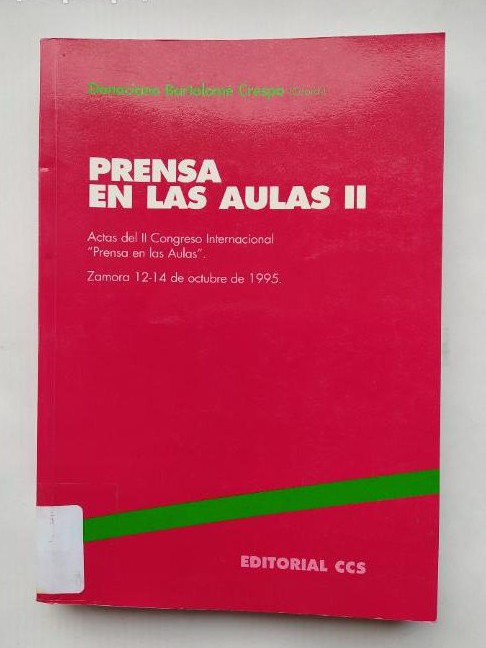 Donaciano Bartolomé Crespo (Coord.)
PRENSA
EN LAS AULAS II
Actas del II Congreso Internacional
"Prensa en las Aulas".
Zamora 12-14 de octubre de 1995.
EDITORIAL CCS